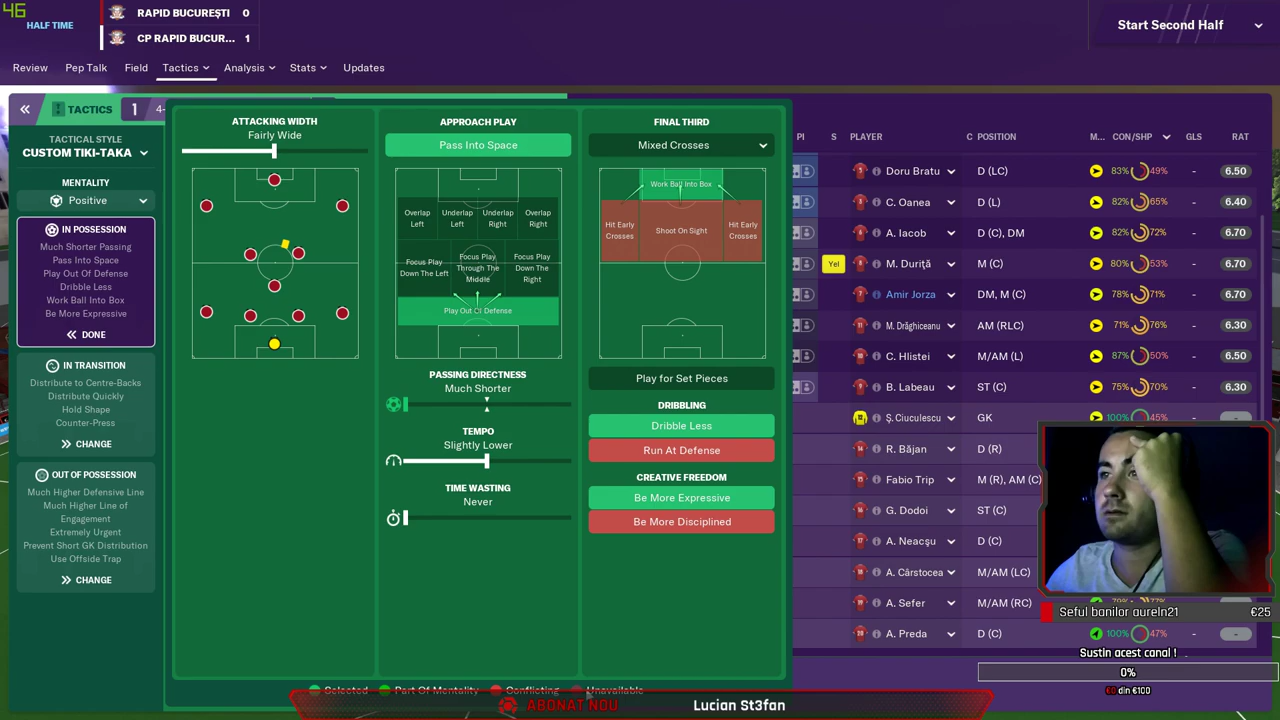 46
HALF TIME
RAPID BUCUREȘTI 0
CP RAPID BUCUR... 1
Start Second Half
Review Pep Talk Field Tactics Analysis Stats Updates
TACTICS 1 4-
TACTICAL STYLE
CUSTOM TIKI-TAKA
MENTALITY
Positive
IN POSSESSION
Much Shorter Passing
Pass Into Space
Play Out Of Defense
Dribble Less
Work Ball Into Box
Be More Expressive
DONE
IN TRANSITION
Distribute to Centre-Backs
Distribute Quickly
Hold Shape
Counter-Press
CHANGE
OUT OF POSSESSION
Much Higher Defensive Line
Much Higher Line of
Engagement
Extremely Urgent
Prevent Short GK Distribution
Use Offside Trap
CHANGE
ATTACKING WIDTH
Fairly Wide
APPROACH PLAY
Pass Into Space
Overlap Left
Underlap Left
Underlap Right
Overlap Right
Focus Play Down The Left
Focus Play Through The Middle
Focus Play Down The Right
Play Out Of Defense
PASSING DIRECTNESS
Much Shorter
TEMPO
Slightly Lower
TIME WASTING
Never
FINAL THIRD
Mixed Crosses
Work Ball Into Box
Hit Early Crosses
Shoot On Sight
Hit Early Crosses
Play for Set Pieces
DRIBBLING
Dribble Less
Run At Defense
CREATIVE FREEDOM
Be More Expressive
Be More Disciplined
Selected Part Of Mentality Conflicting Unavailable
PI S PLAYER C POSITION M... CON/SHP GLS RAT
Doru Bratu D (LC) 83% 49% - 6.50
C. Oanea D (L) 82% 65% - 6.40
A. Iacob D (C), DM 82% 72% - 6.70
Yel M. Duriță M (C) 80% 53% - 6.70
Amir Jorza DM, M (C) 78% 71% - 6.70
M. Drăghiceanu AM (RLC) 71% 76% - 6.30
C. Hlistei M/AM (L) 87% 50% - 6.50
B. Labeau ST (C) 75% 70% - 6.30
Ș. Ciuculescu GK 100% 45% - -
R. Băjan D (R)
Fabio Trip M (R), AM (C)
G. Dodoi ST (C)
A. Neacșu D (C)
A. Cârstocea M/AM (LC)
A. Sefer M/AM (RC) 79% 77%
A. Preda D (C) 100% 47% - -
Seful banilor aureln21 €25
Sustin acest canal !
0%
€0 din €100
ABONAT NOU Lucian St3fan